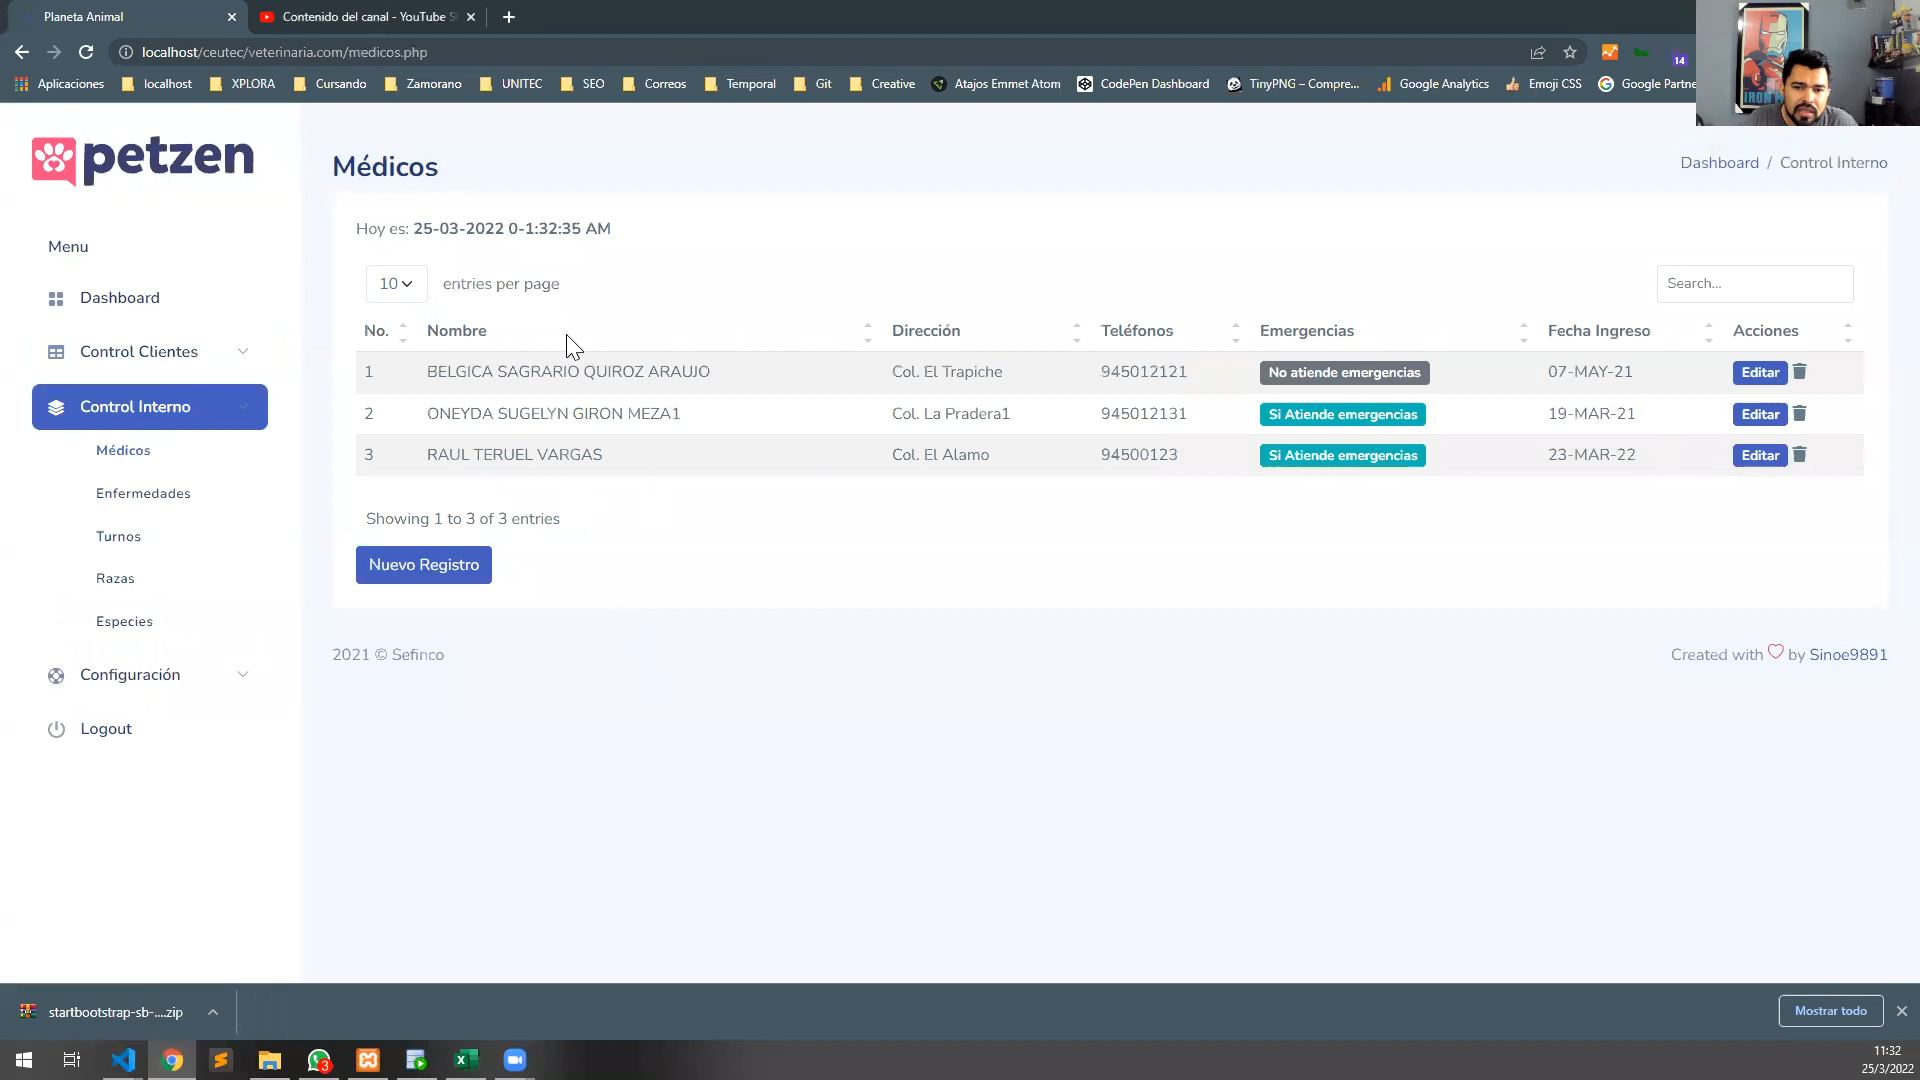 Planeta Animal
Contenido del canal - YouTube S
localhost/ceutec/veterinaria.com/medicos.php
14
Aplicaciones localhost XPLORA Cursando Zamorano UNITEC SEO Correos Temporal Git Creative Atajos Emmet Atom CodePen Dashboard TinyPNG – Compre... Google Analytics Emoji CSS Google Partne
IRON M
petzen
Menu
Dashboard
Control Clientes
Control Interno
Médicos
Enfermedades
Turnos
Razas
Especies
Configuración
Logout
Médicos
Dashboard / Control Interno
Hoy es: 25-03-2022 0-1:32:35 AM
10 entries per page
Search...
No. Nombre Dirección Teléfonos Emergencias Fecha Ingreso Acciones
1 BELGICA SAGRARIO QUIROZ ARAUJO Col. El Trapiche 945012121 No atiende emergencias 07-MAY-21 Editar
2 ONEYDA SUGELYN GIRON MEZA1 Col. La Pradera1 945012131 Si Atiende emergencias 19-MAR-21 Editar
3 RAUL TERUEL VARGAS Col. El Alamo 94500123 Si Atiende emergencias 23-MAR-22 Editar
Showing 1 to 3 of 3 entries
Nuevo Registro
2021 © Sefinco
Created with by Sinoe9891
startbootstrap-sb-....zip
Mostrar todo
3
11:32
25/3/2022